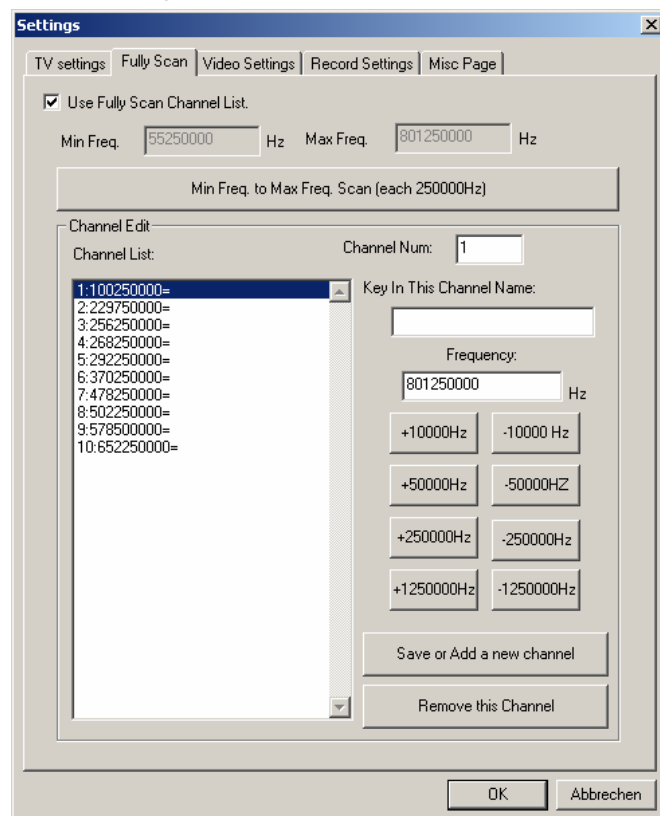 Settings
TV settings Fully Scan Video Settings Record Settings Misc Page
Use Fully Scan Channel List.
Min Freq. 55250000 Hz Max Freq. 801250000 Hz
Min Freq. to Max Freq. Scan (each 250000Hz)
Channel Edit
Channel List:
Channel Num: 1
1:100250000=
2:229750000=
3:256250000=
4:268250000=
5:292250000=
6:370250000=
7:478250000=
8:502250000=
9:578500000=
10:652250000=
Key In This Channel Name:
Frequency:
801250000 Hz
+10000Hz -10000 Hz
+50000Hz -50000HZ
+250000Hz -250000Hz
+1250000Hz -1250000Hz
Save or Add a new channel
Remove this Channel
OK Abbrechen